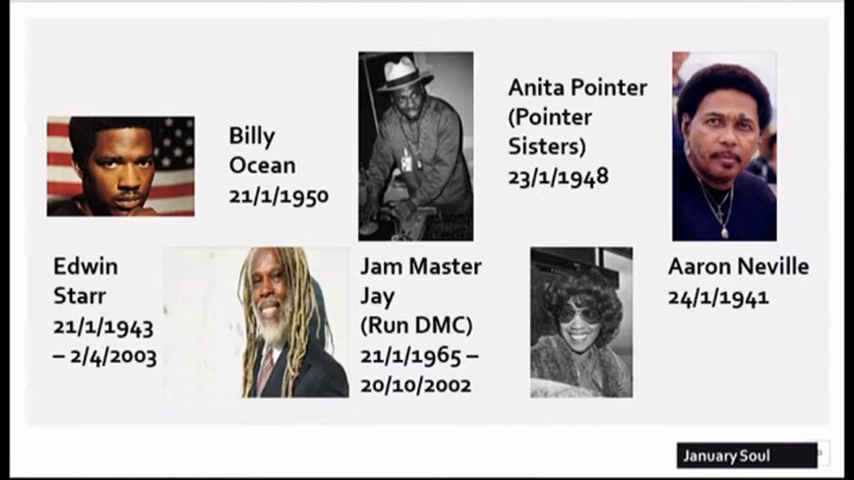 Billy
Ocean
21/1/1950
Anita Pointer
(Pointer
Sisters)
23/1/1948
Edwin
Starr
21/1/1943
– 2/4/2003
Jam Master
Jay
(Run DMC)
21/1/1965 –
20/10/2002
Aaron Neville
24/1/1941
January Soul